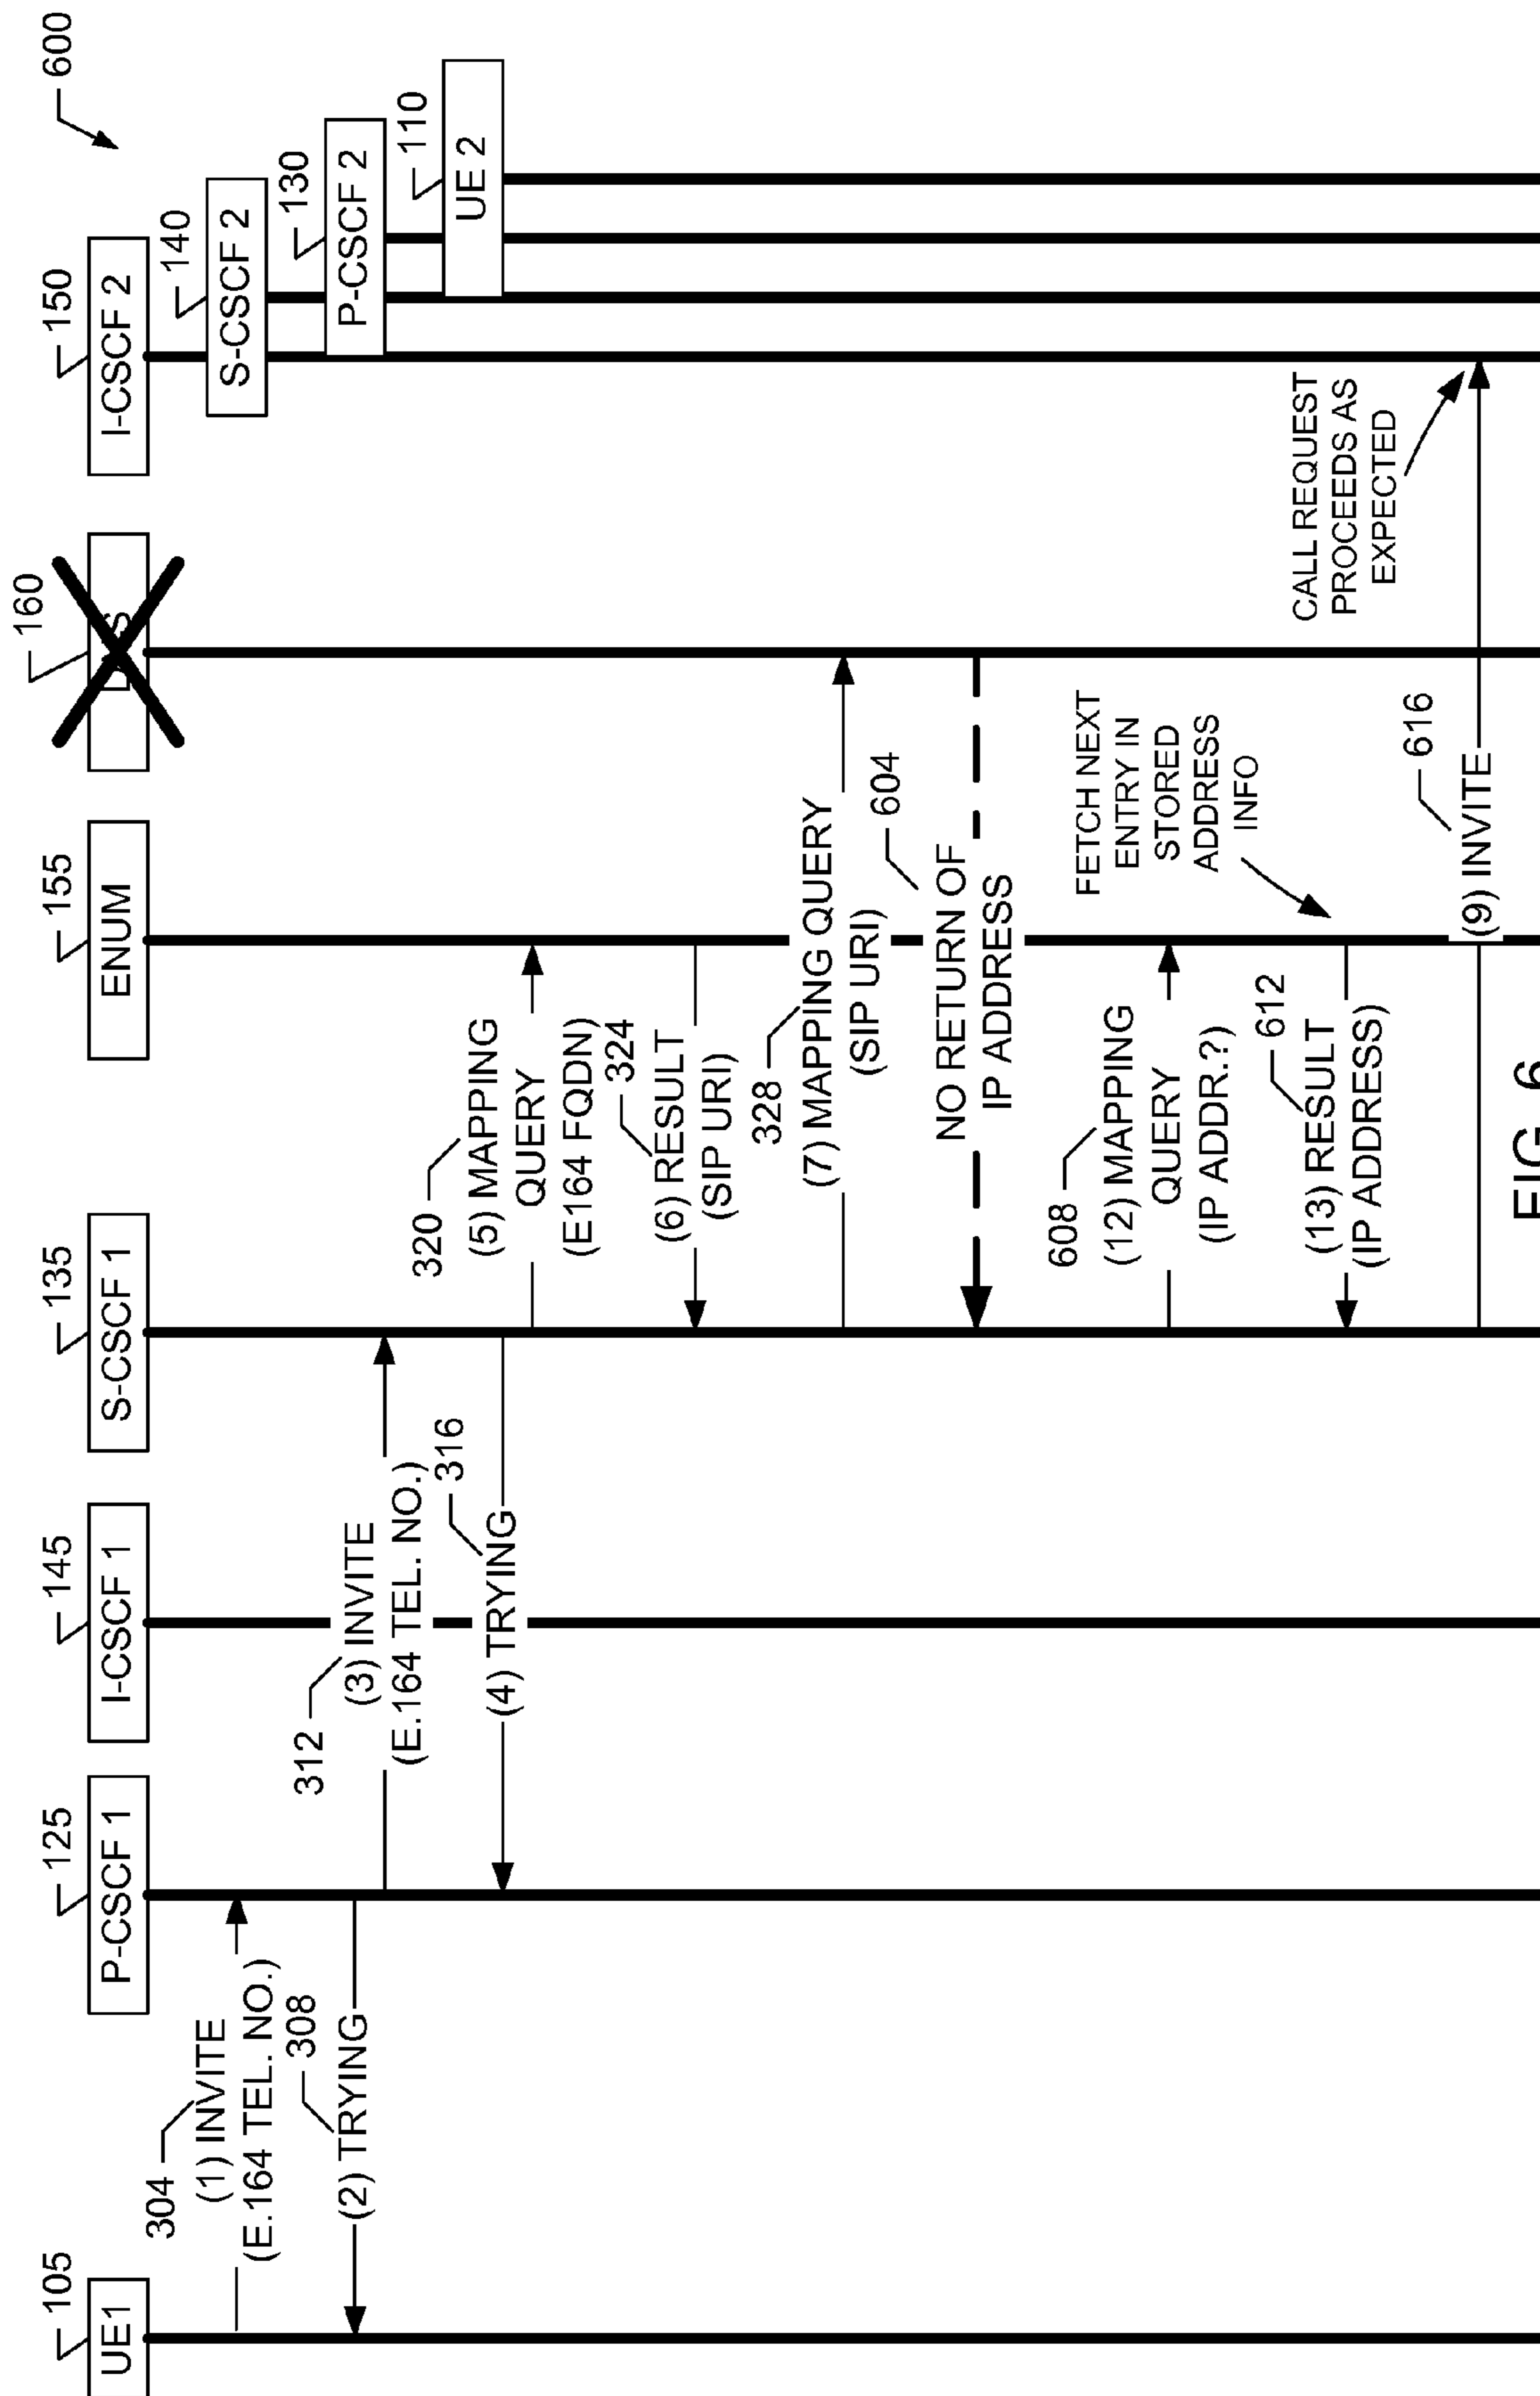 600
105
UE1
125
P-CSCF 1
145
I-CSCF 1
135
S-CSCF 1
155
ENUM
160
150
I-CSCF 2
140
S-CSCF 2
130
P-CSCF 2
110
UE 2
304
(1) INVITE
(E.164 TEL. NO.)
308
(2) TRYING
312
(3) INVITE
(E.164 TEL. NO.)
316
(4) TRYING
320
(5) MAPPING
QUERY
(E164 FQDN)
324
(6) RESULT
(SIP URI)
328
(7) MAPPING QUERY
(SIP URI)
604
NO RETURN OF
IP ADDRESS
608
(12) MAPPING
QUERY
(IP ADDR.?)
FETCH NEXT
ENTRY IN
STORED
ADDRESS
INFO
612
(13) RESULT
(IP ADDRESS)
CALL REQUEST
PROCEEDS AS
EXPECTED
616
(9) INVITE
FIG. 6